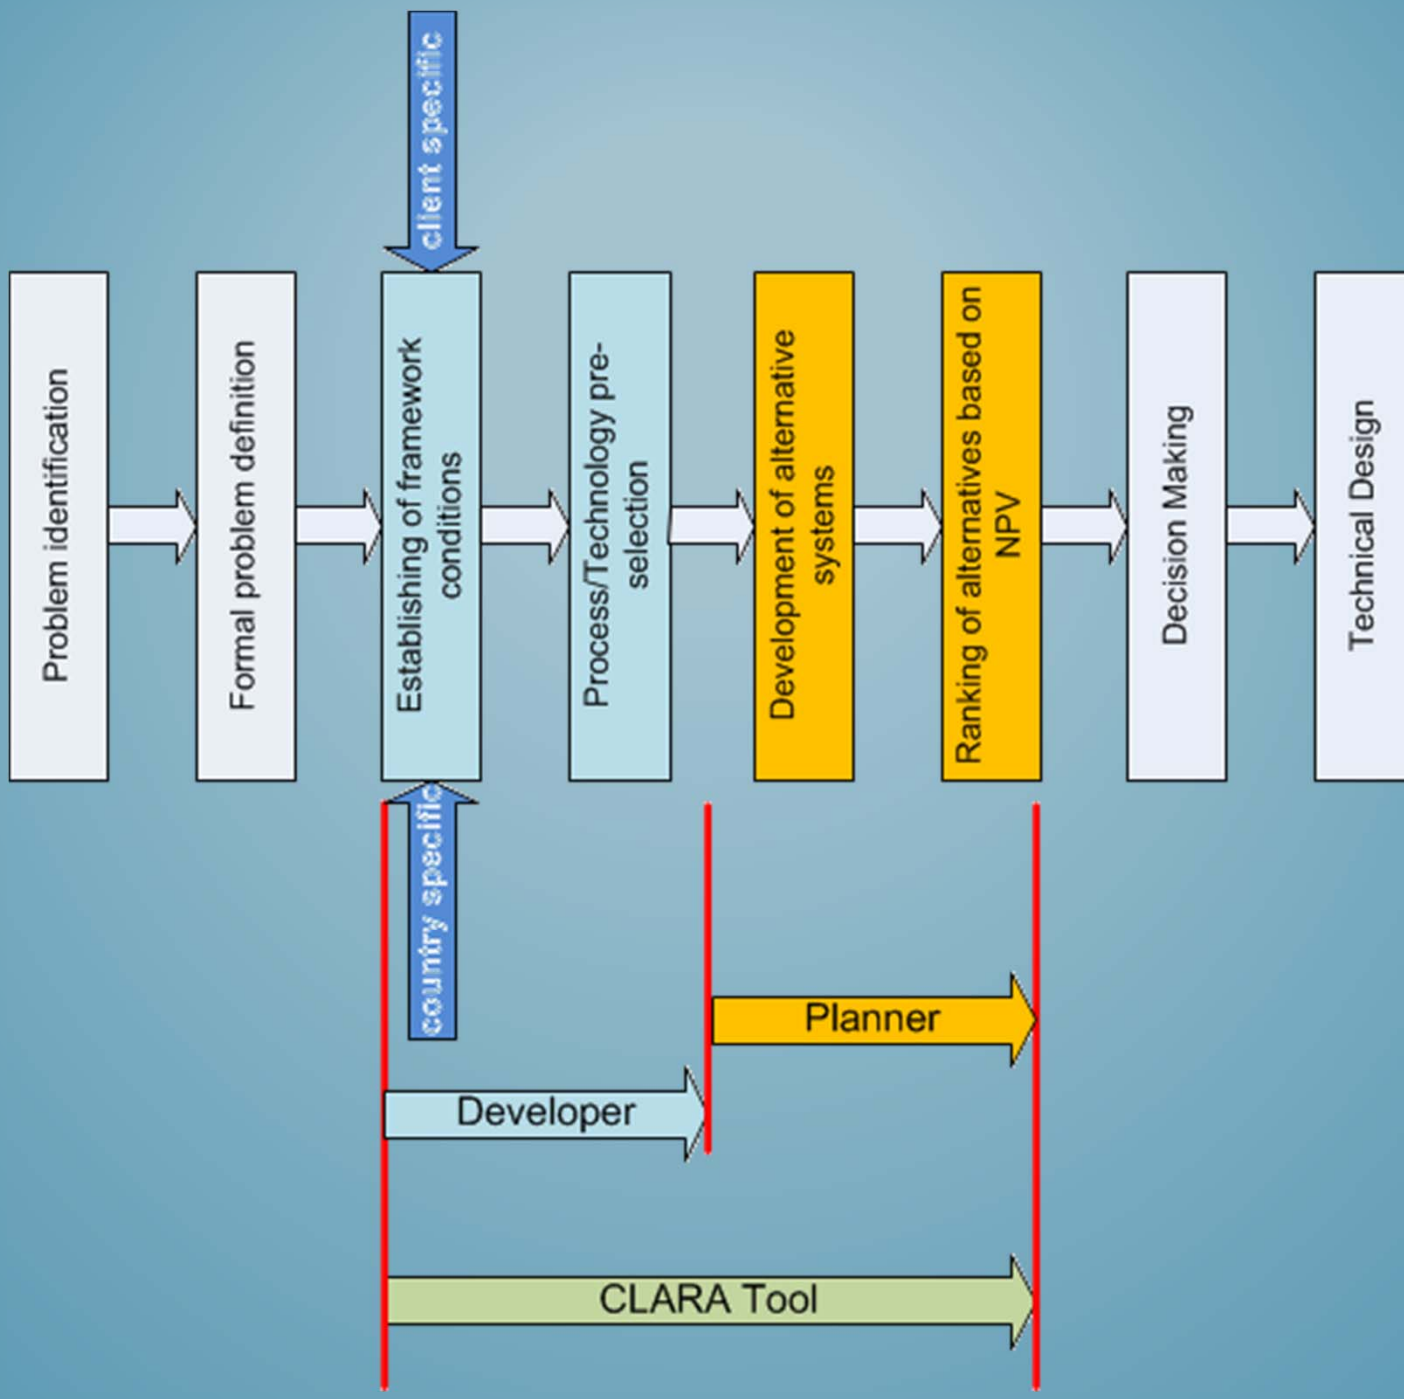 client specific
Problem identification
Formal problem definition
Establishing of framework
conditions
Process/Technology pre-
selection
Development of alternative
systems
Ranking of alternatives based on
NPV
Decision Making
Technical Design
country specific
Planner
Developer
CLARA Tool